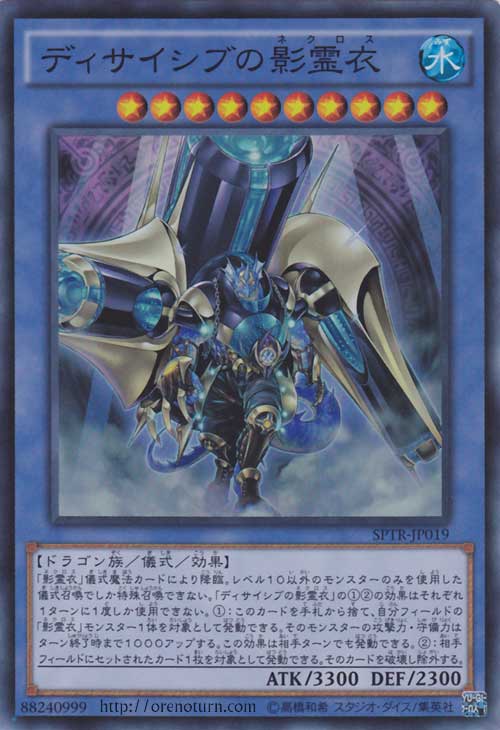 ネクロス
ディサイシブの影霊衣
水
SPTR-JP019
【ドラゴン族／儀式／効果】
「影霊衣」儀式魔法カードにより降臨。レベル１０以外のモンスターのみを使用した
儀式召喚でしか特殊召喚できない。「ディサイシブの影霊衣」の①②の効果はそれぞれ
１ターンに１度しか使用できない。①：このカードを手札から捨て、自分フィールドの
「影霊衣」モンスター１体を対象として発動できる。そのモンスターの攻撃力・守備力は
ターン終了時まで１０００アップする。この効果は相手ターンでも発動できる。②：相手
フィールドにセットされたカード１枚を対象として発動できる。そのカードを破壊し除外する。
ATK/3300 DEF/2300
88240999 http://orenoturn.com ©高橋和希 スタジオ・ダイス/集英社